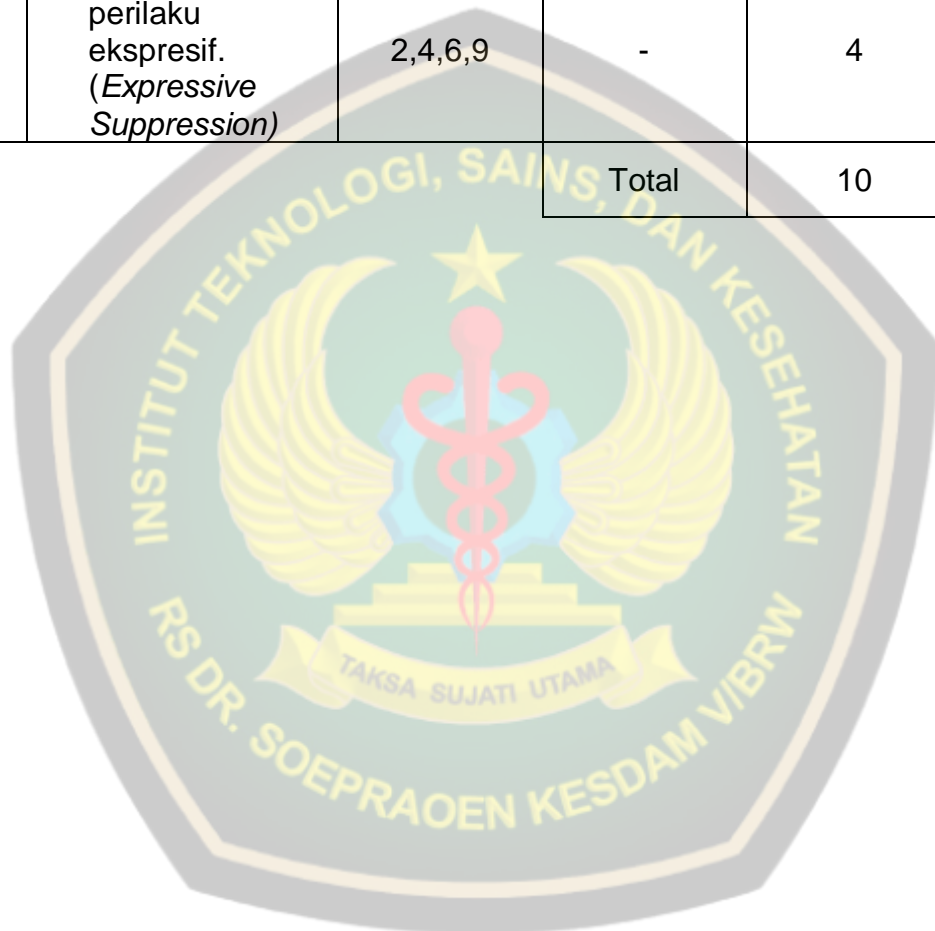 perilaku
ekspresif.
(Expressive
Suppression)
2,4,6,9
-
4
Total
10
INSTITUT TEKNOLOGI, SAINS, DAN KESEHATAN
TAKSA SUJATI UTAMA
RS DR. SOEPRAOEN KESDAM V/BRW